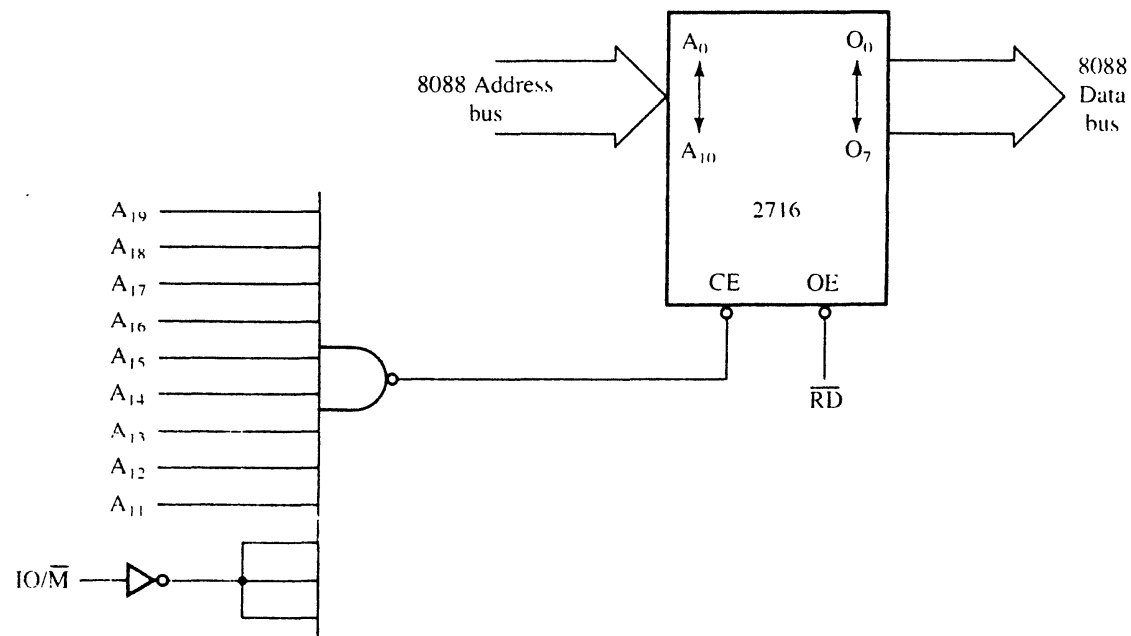 8088 Address
bus
A₀
A₁₀
O₀
O₇
2716
CE
OE
8088
Data
bus
A₁₉
A₁₈
A₁₇
A₁₆
A₁₅
A₁₄
A₁₃
A₁₂
A₁₁
R̅D̅
IO/M̅